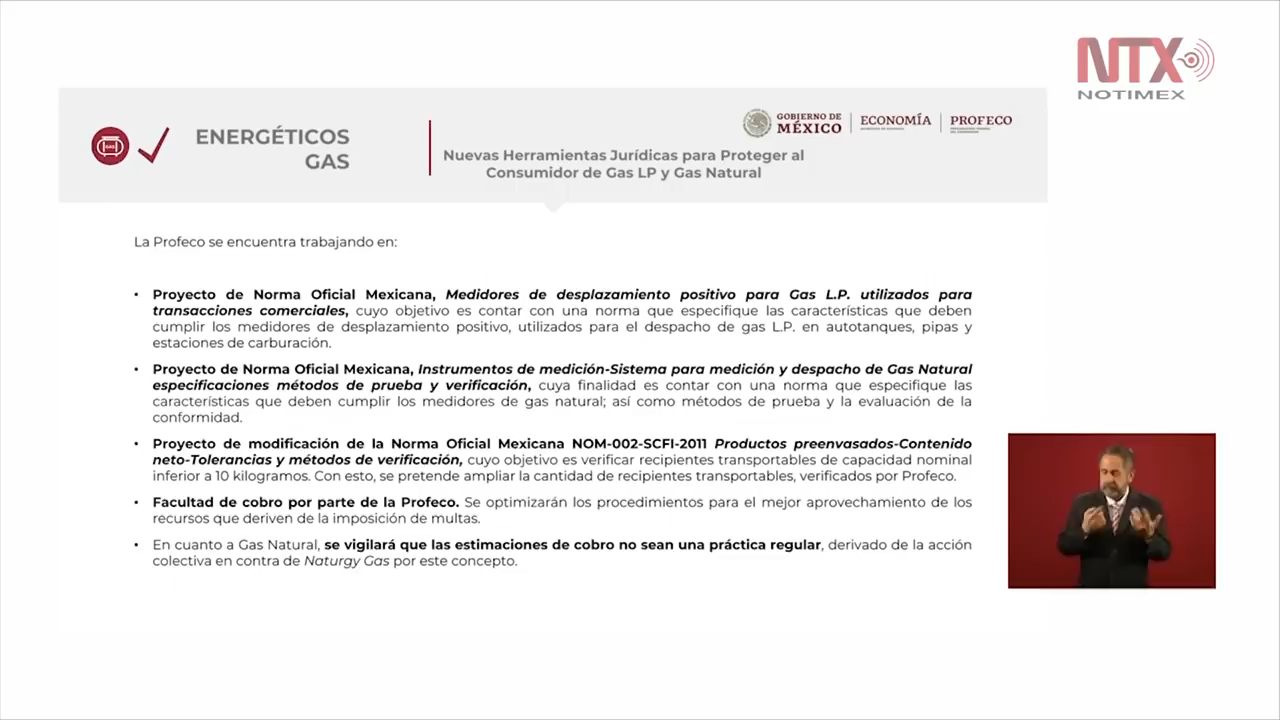 NTX
NOTIMEX
ENERGÉTICOS
GAS
GOBIERNO DE
MÉXICO
ECONOMÍA
PROFECO
Nuevas Herramientas Jurídicas para Proteger al
Consumidor de Gas LP y Gas Natural
La Profeco se encuentra trabajando en:
• Proyecto de Norma Oficial Mexicana, Medidores de desplazamiento positivo para Gas L.P. utilizados para
transacciones comerciales, cuyo objetivo es contar con una norma que especifique las características que deben
cumplir los medidores de desplazamiento positivo, utilizados para el despacho de gas L.P. en autotanques, pipas y
estaciones de carburación.
• Proyecto de Norma Oficial Mexicana, Instrumentos de medición-Sistema para medición y despacho de Gas Natural
especificaciones métodos de prueba y verificación, cuya finalidad es contar con una norma que especifique las
características que deben cumplir los medidores de gas natural; así como métodos de prueba y la evaluación de la
conformidad.
• Proyecto de modificación de la Norma Oficial Mexicana NOM-002-SCFI-2011 Productos preenvasados-Contenido
neto-Tolerancias y métodos de verificación, cuyo objetivo es verificar recipientes transportables de capacidad nominal
inferior a 10 kilogramos. Con esto, se pretende ampliar la cantidad de recipientes transportables, verificados por Profeco.
• Facultad de cobro por parte de la Profeco. Se optimizarán los procedimientos para el mejor aprovechamiento de los
recursos que deriven de la imposición de multas.
• En cuanto a Gas Natural, se vigilará que las estimaciones de cobro no sean una práctica regular, derivado de la acción
colectiva en contra de Naturgy Gas por este concepto.